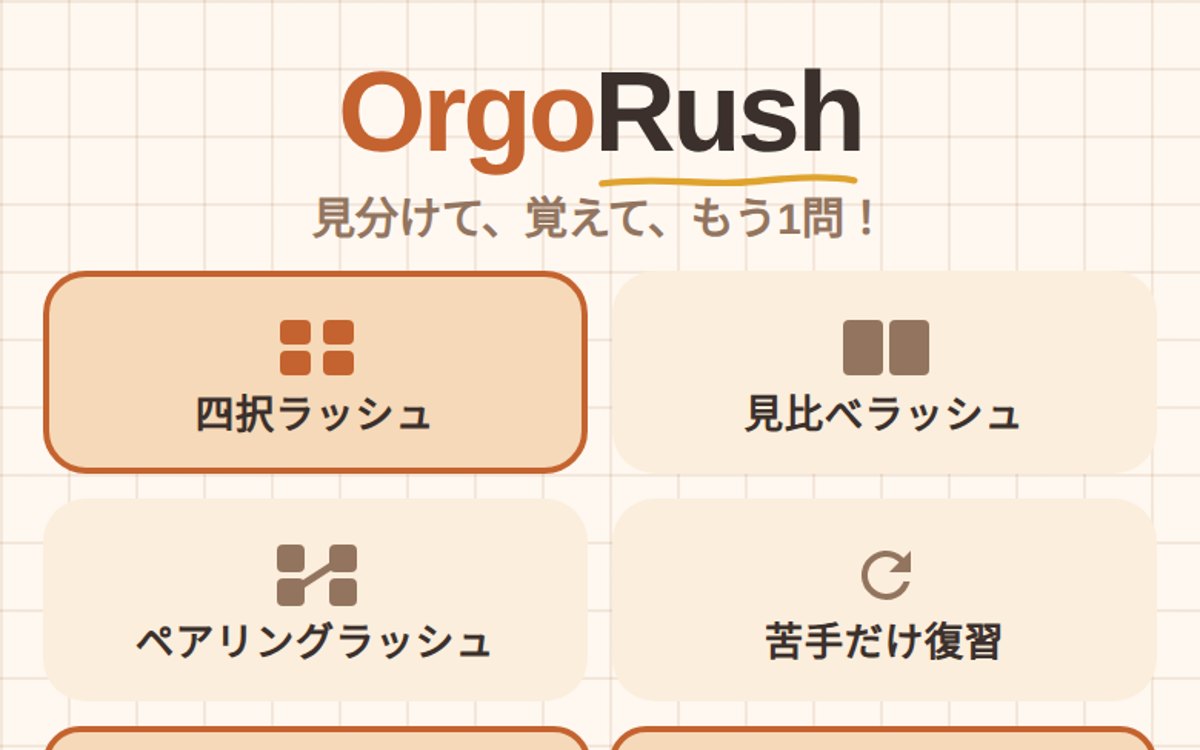 OrgoRush
見分けて、覚えて、もう1問！
四択ラッシュ
見比べラッシュ
ペアリングラッシュ
苦手だけ復習